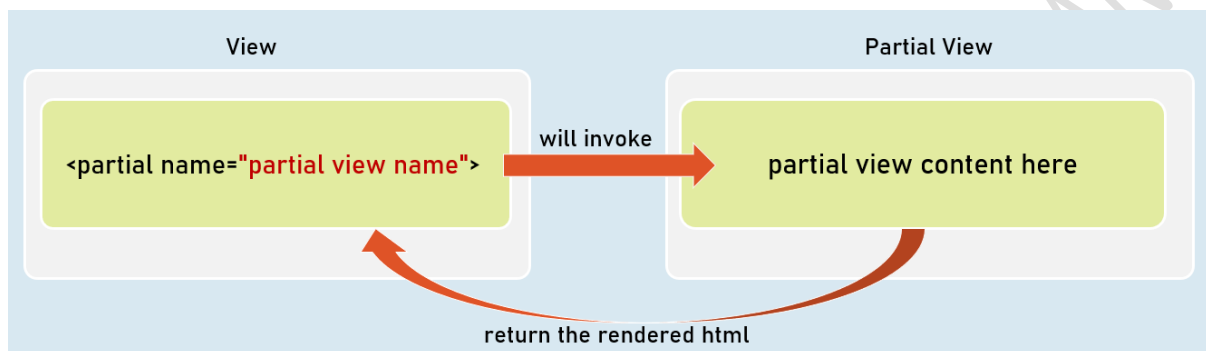 View
Partial View
<partial name="partial view name">
will invoke
partial view content here
return the rendered html